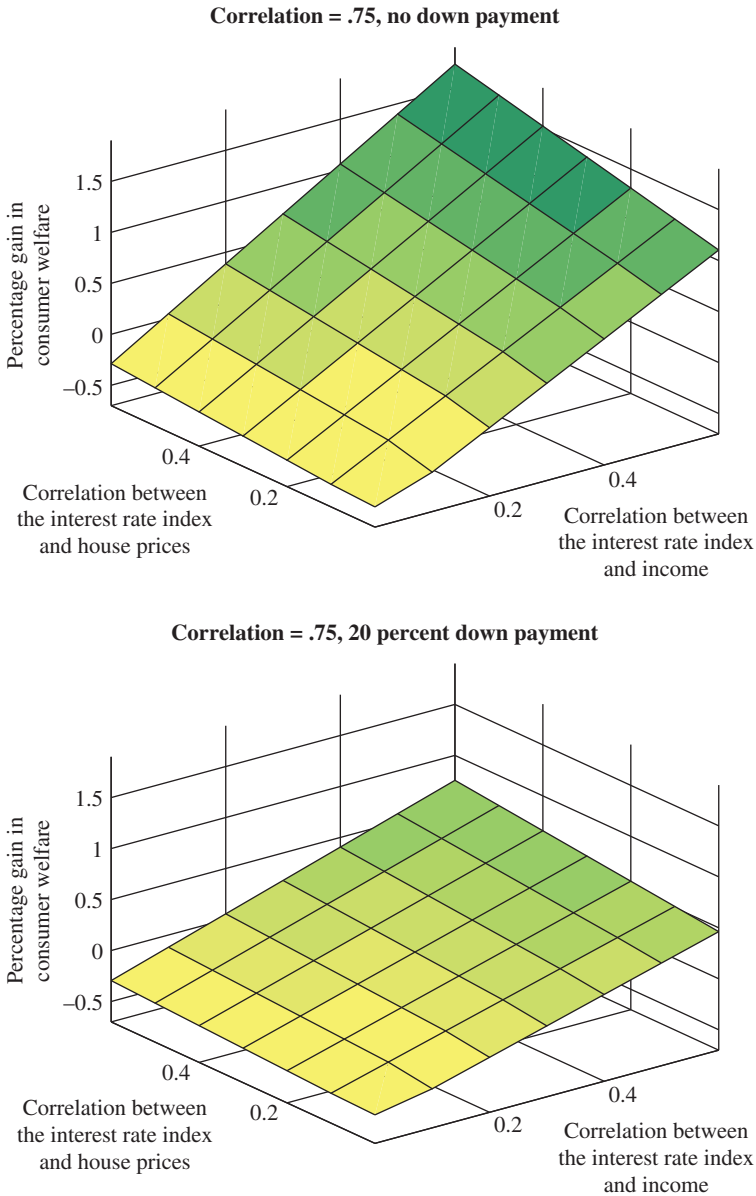 Correlation = .75, no down payment
Percentage gain in
consumer welfare
1.5
1
0.5
0
–0.5
0.4
0.2
Correlation between
the interest rate index
and house prices
0.2
0.4
Correlation between
the interest rate index
and income
Correlation = .75, 20 percent down payment
Percentage gain in
consumer welfare
1.5
1
0.5
0
–0.5
0.4
0.2
Correlation between
the interest rate index
and house prices
0.2
0.4
Correlation between
the interest rate index
and income